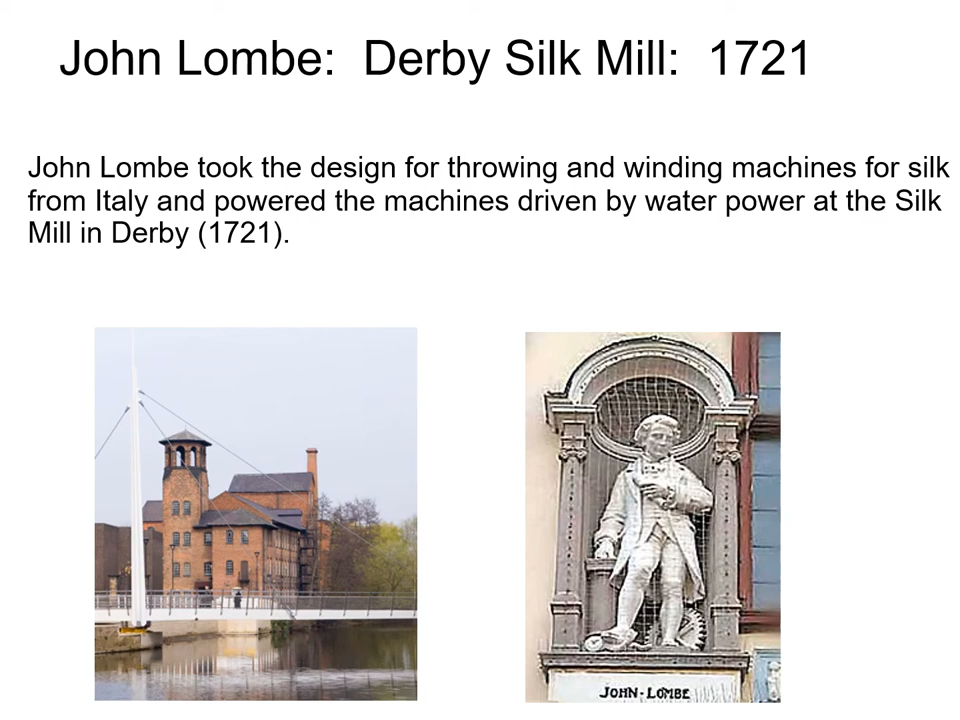 John Lombe:  Derby Silk Mill:  1721
John Lombe took the design for throwing and winding machines for silk
from Italy and powered the machines driven by water power at the Silk
Mill in Derby (1721).
JOHN-LOMBE